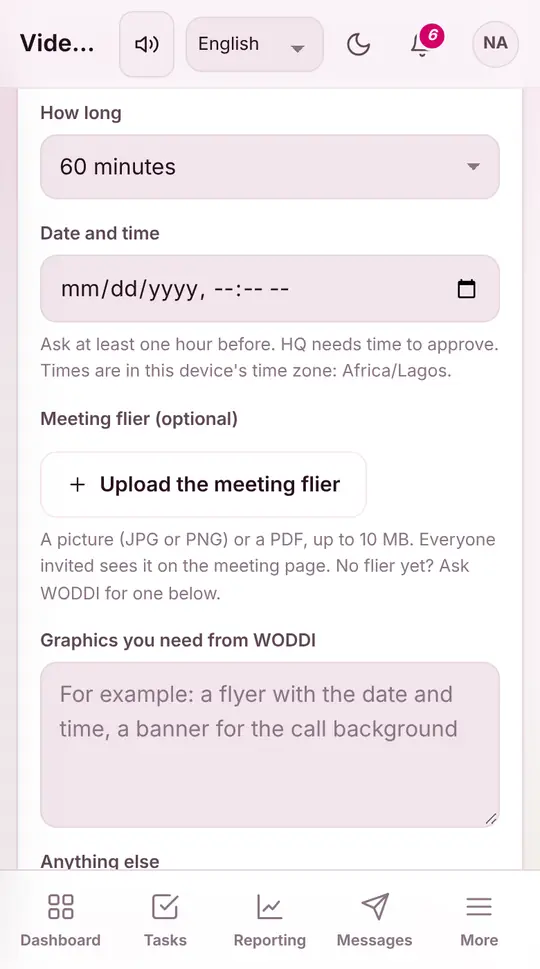 Vide...
English
6
NA
How long
60 minutes
Date and time
mm/dd/yyyy, --:-- --
Ask at least one hour before. HQ needs time to approve.
Times are in this device's time zone: Africa/Lagos.
Meeting flier (optional)
+ Upload the meeting flier
A picture (JPG or PNG) or a PDF, up to 10 MB. Everyone
invited sees it on the meeting page. No flier yet? Ask
WODDI for one below.
Graphics you need from WODDI
For example: a flyer with the date and
time, a banner for the call background
Anything else
Dashboard
Tasks
Reporting
Messages
More